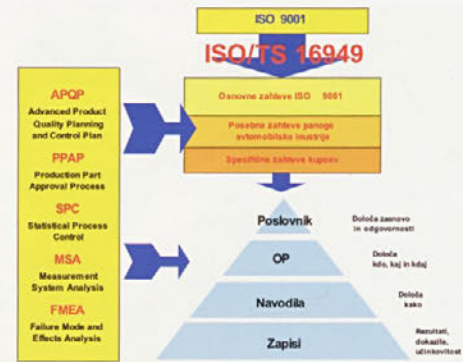 ISO 9001
ISO/TS 16949
APQP
Advanced Product
Quality Planning
and Control Plan
PPAP
Production Part
Approval Process
SPC
Statistical Process
Control
MSA
Measurement
System Analysis
FMEA
Failure Mode and
Effects Analysis
Osnovne zahteve ISO 9001
Posebne zahteve panoge
avtomobilske inustrije
Specifične zahteve kupcev
Poslovnik
Določa zasnovo
in odgovornosti
OP
Določa
kdo, kaj in kdaj
Navodila
Določa
kako
Zapisi
Rezultati,
dokazila,
učinkovitost